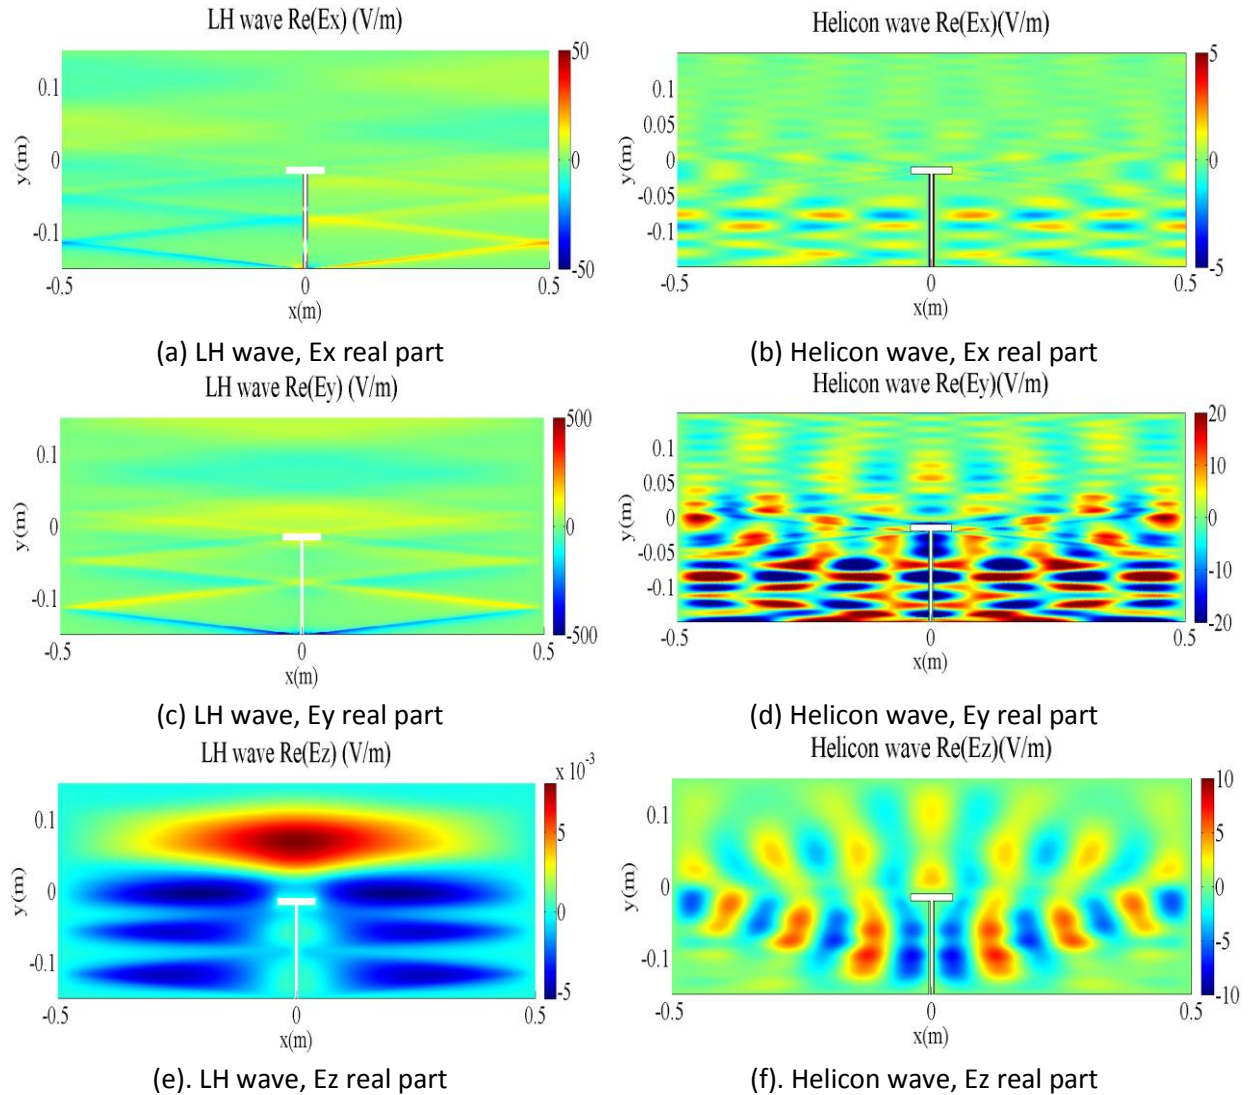 LH wave Re(Ex) (V/m)
50
0.1
0
-0.1
0
-50
y(m)
-0.5
0
0.5
x(m)
(a) LH wave, Ex real part
Helicon wave Re(Ex)(V/m)
5
0.1
0.05
0
-0.05
-0.1
0
-5
y(m)
-0.5
0
0.5
x(m)
(b) Helicon wave, Ex real part
LH wave Re(Ey) (V/m)
500
0.1
0
-0.1
0
-500
y(m)
-0.5
0
0.5
x(m)
(c) LH wave, Ey real part
Helicon wave Re(Ey)(V/m)
20
10
0
-10
-20
0.1
0.05
0
-0.05
-0.1
y(m)
-0.5
0
0.5
x(m)
(d) Helicon wave, Ey real part
LH wave Re(Ez) (V/m)
x 10-3
5
0
-5
0.1
0
-0.1
y(m)
-0.5
0
0.5
x(m)
(e). LH wave, Ez real part
Helicon wave Re(Ez)(V/m)
10
5
0
-5
-10
0.1
0
-0.1
y(m)
-0.5
0
0.5
x(m)
(f). Helicon wave, Ez real part